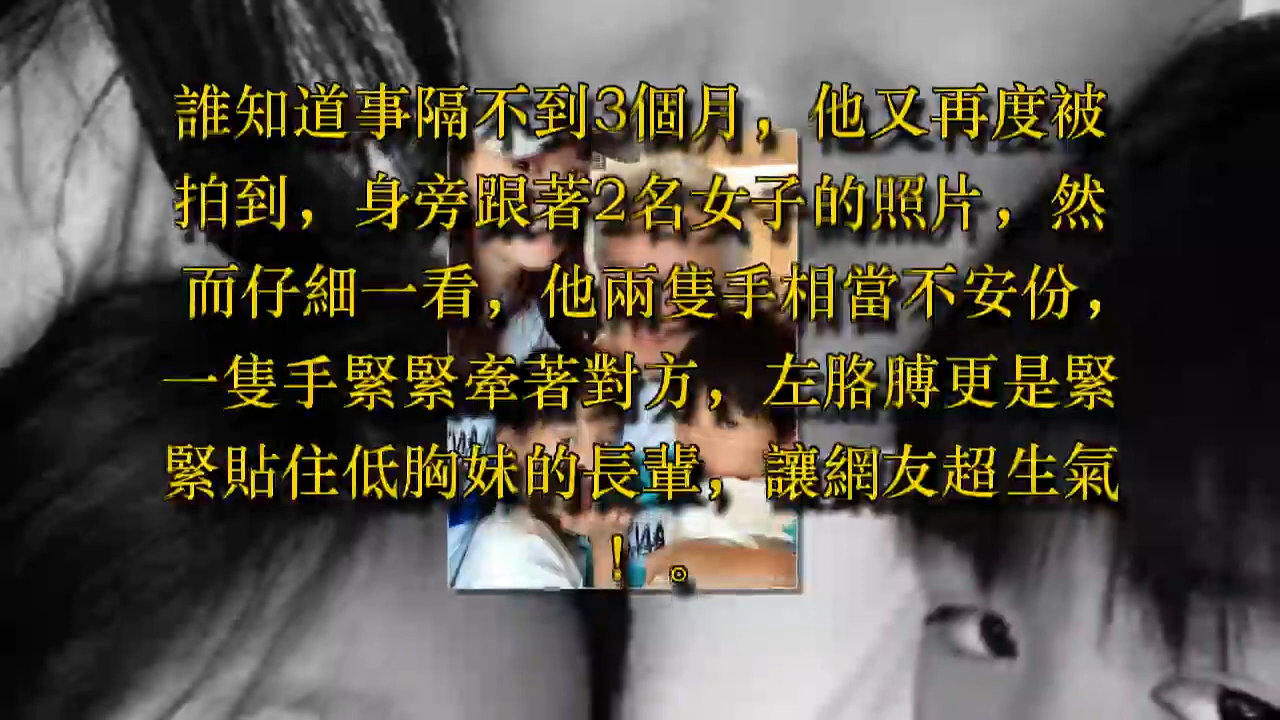 誰知道事隔不到3個月，他又再度被
拍到，身旁跟著2名女子的照片，然
而仔細一看，他兩隻手相當不安份，
一隻手緊緊牽著對方，左胳膊更是緊
緊貼住低胸妹的長輩，讓網友超生氣
！。